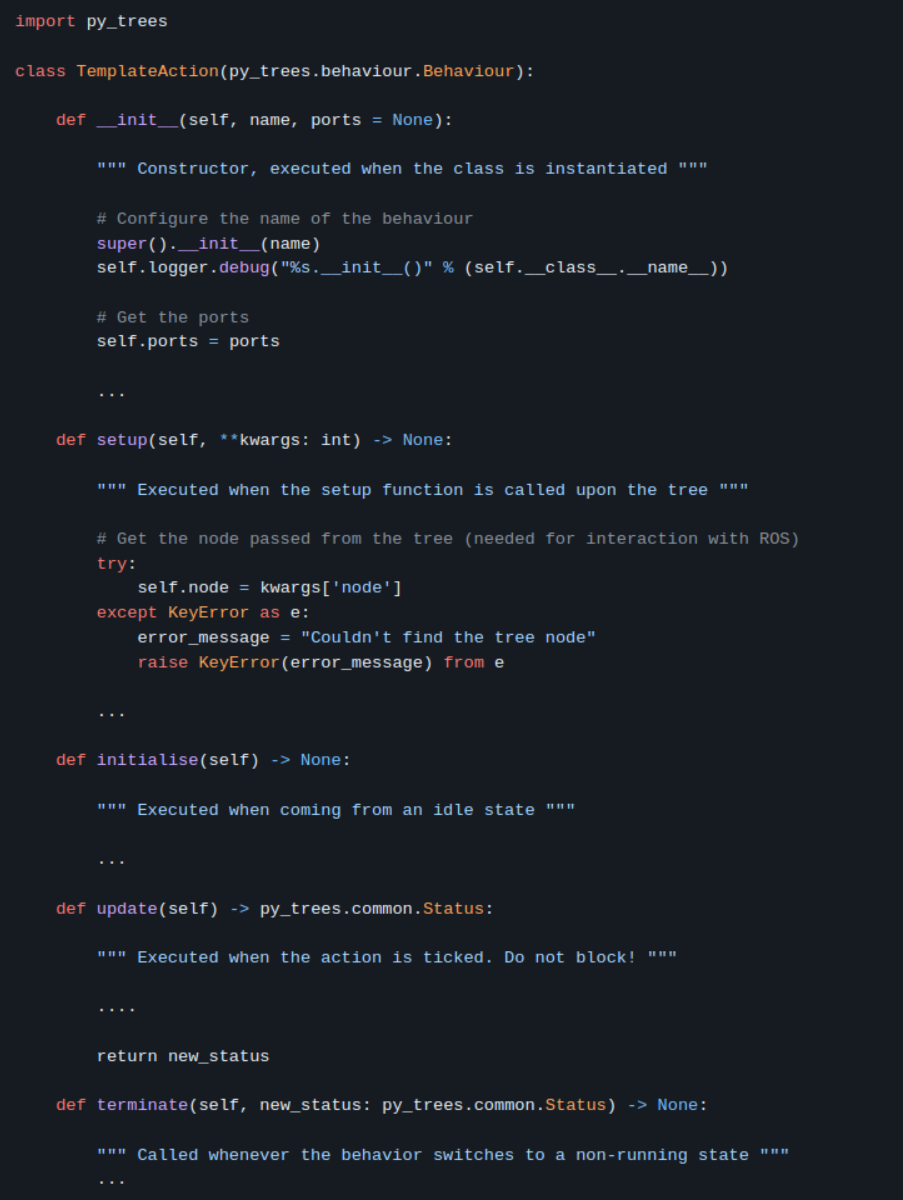 import py_trees
class TemplateAction(py_trees.behaviour.Behaviour):
    def __init__(self, name, ports = None):
        """ Constructor, executed when the class is instantiated """
        # Configure the name of the behaviour
        super().__init__(name)
        self.logger.debug("%s.__init__()" % (self.__class__.__name__))
        # Get the ports
        self.ports = ports
        ...
    def setup(self, **kwargs: int) -> None:
        """ Executed when the setup function is called upon the tree """
        # Get the node passed from the tree (needed for interaction with ROS)
        try:
            self.node = kwargs['node']
        except KeyError as e:
            error_message = "Couldn't find the tree node"
            raise KeyError(error_message) from e
        ...
    def initialise(self) -> None:
        """ Executed when coming from an idle state """
        ...
    def update(self) -> py_trees.common.Status:
        """ Executed when the action is ticked. Do not block! """
        ....
        return new_status
    def terminate(self, new_status: py_trees.common.Status) -> None:
        """ Called whenever the behavior switches to a non-running state """
        ...